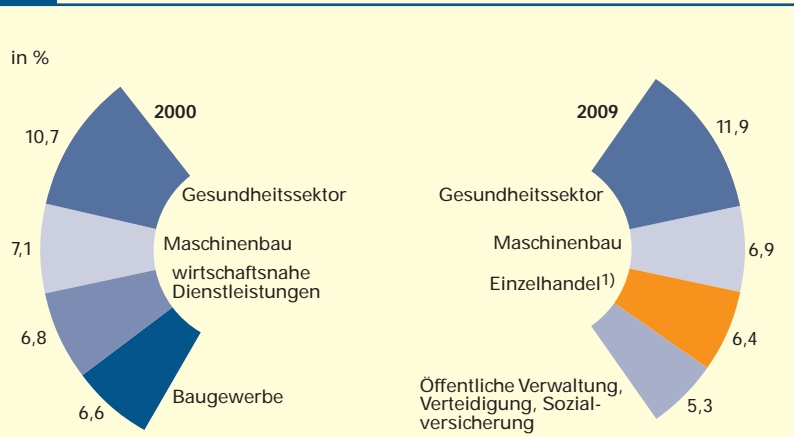 in %
2000
10,7
Gesundheitssektor
7,1
Maschinenbau
wirtschaftsnahe
Dienstleistungen
6,8
Baugewerbe
6,6
2009
11,9
Gesundheitssektor
Maschinenbau
6,9
Einzelhandel1)
6,4
Öffentliche Verwaltung,
Verteidigung, Sozial-
versicherung
5,3